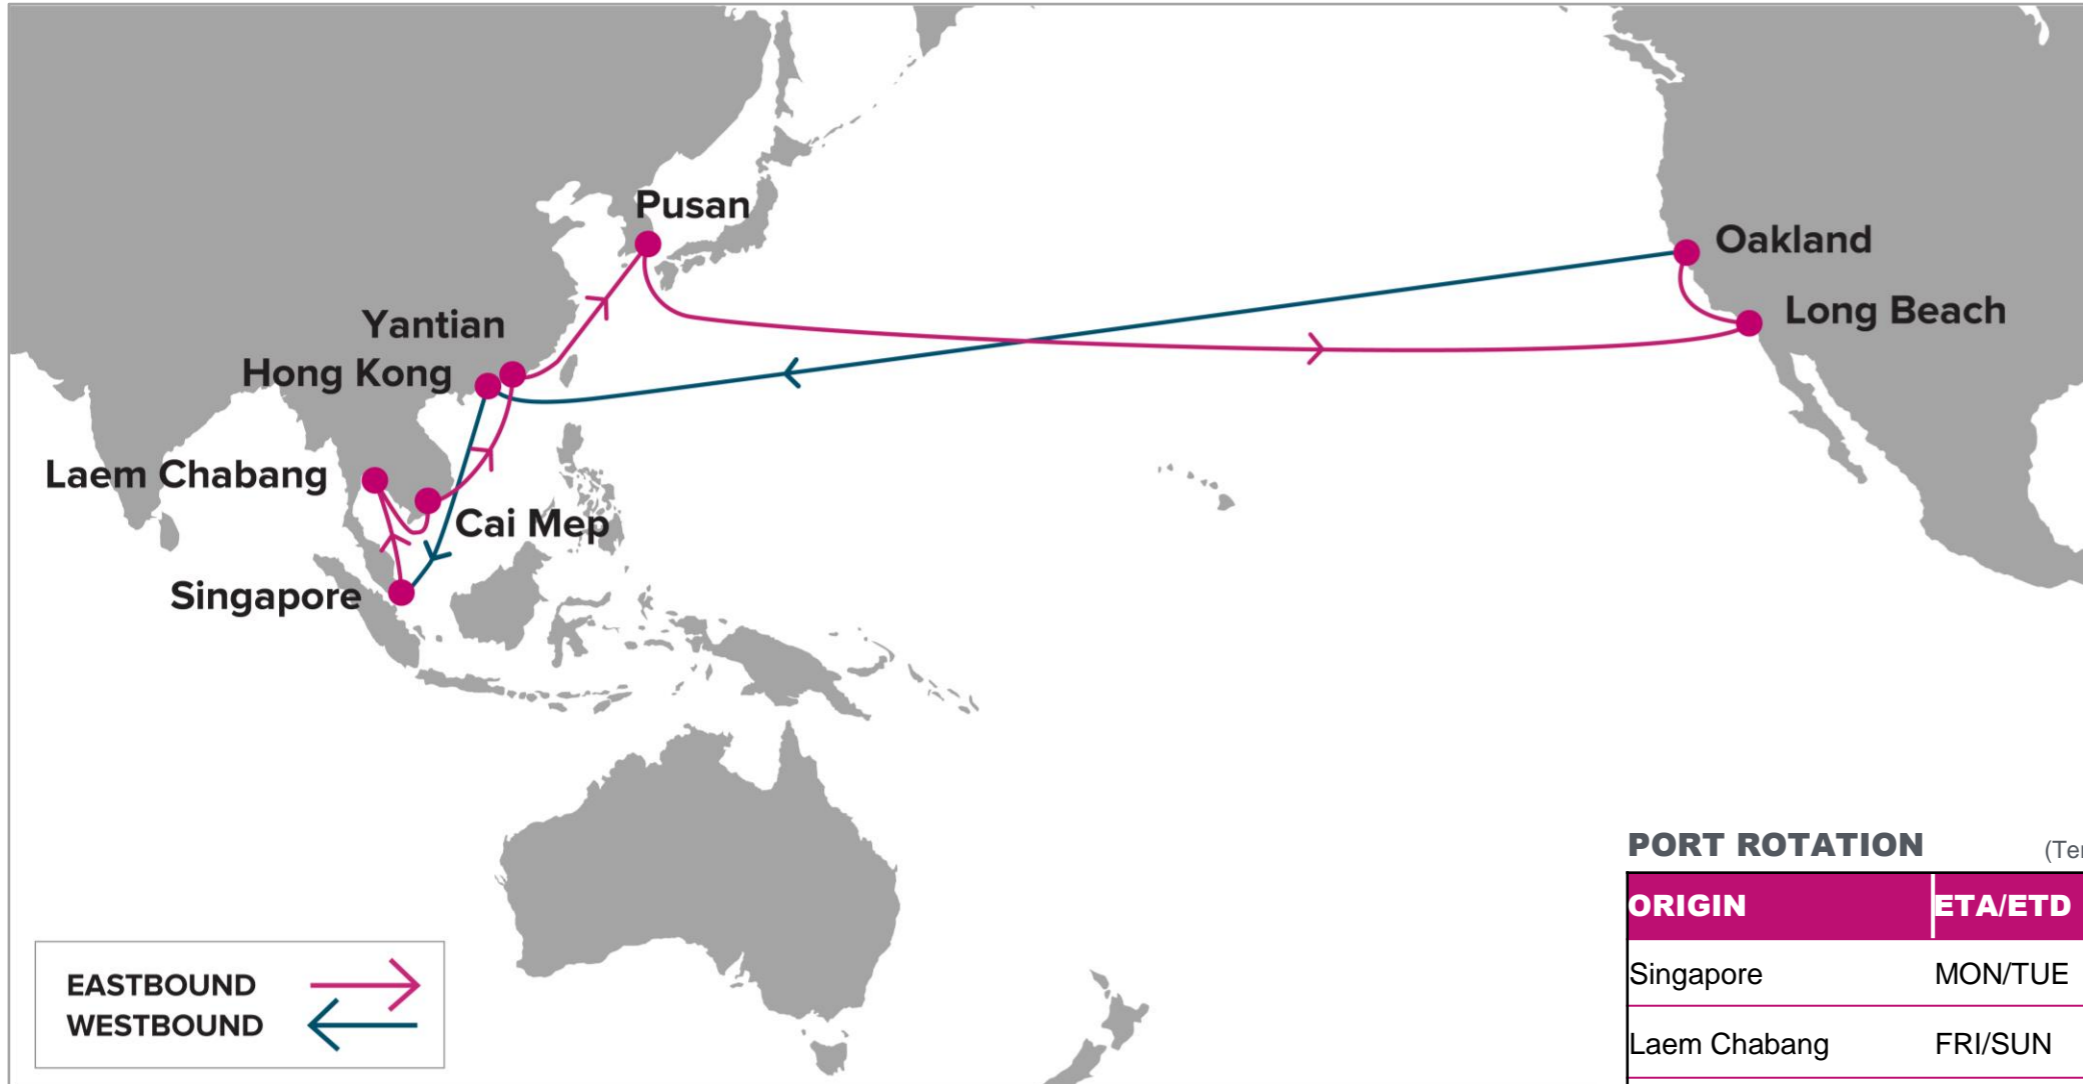 Pusan
Oakland
Long Beach
Yantian
Hong Kong
Laem Chabang
Cai Mep
Singapore
PORT ROTATION
ORIGIN ETA/ETD
Singapore MON/TUE
Laem Chabang FRI/SUN
EASTBOUND
WESTBOUND